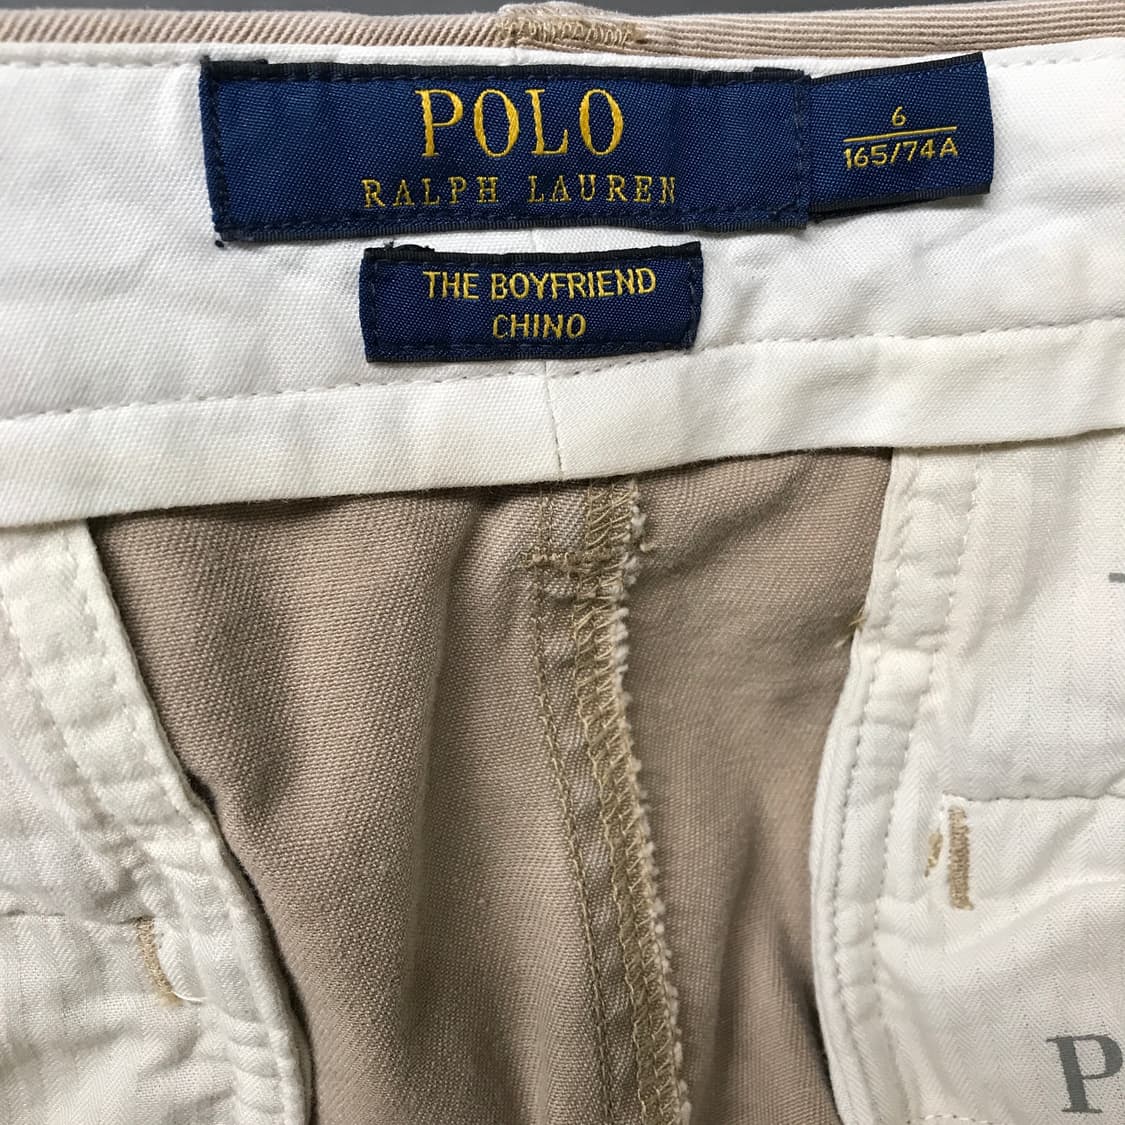 POLO
RALPH LAUREN
6
165/74A
THE BOYFRIEND
CHINO
P